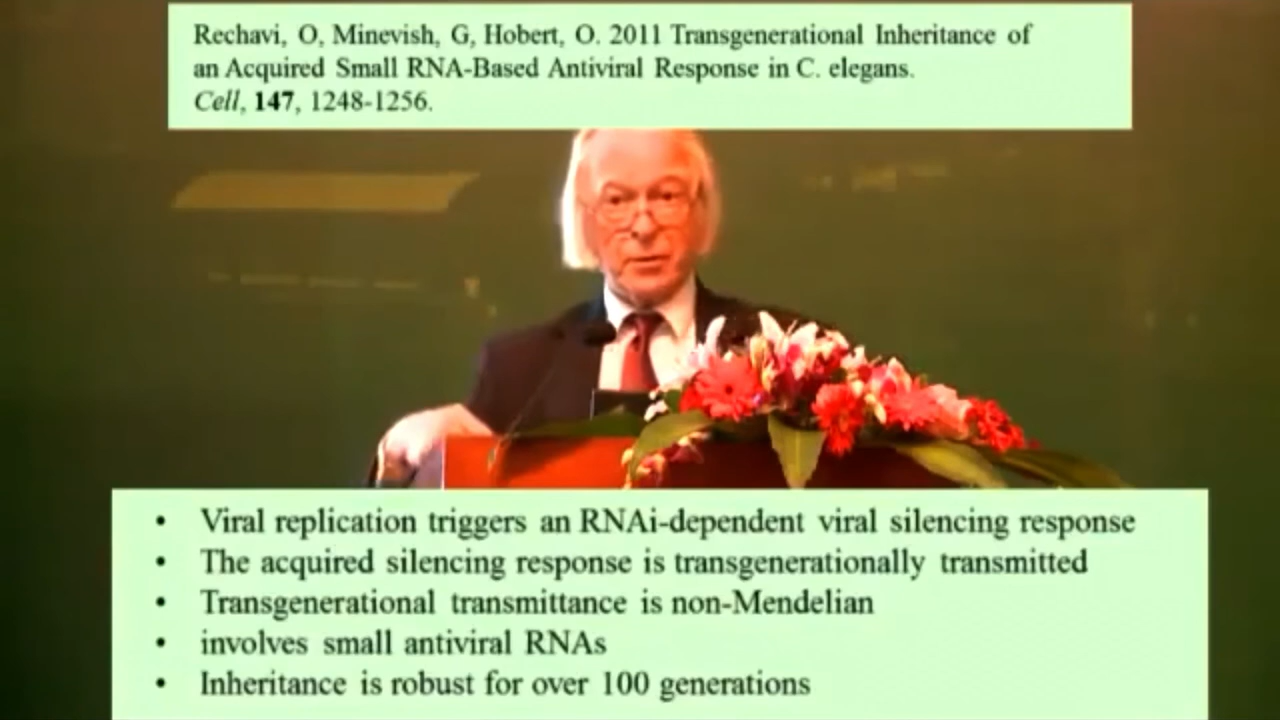 Rechavi, O, Minevish, G, Hobert, O. 2011 Transgenerational Inheritance of
an Acquired Small RNA-Based Antiviral Response in C. elegans.
Cell, 147, 1248-1256.
• Viral replication triggers an RNAi-dependent viral silencing response
• The acquired silencing response is transgenerationally transmitted
• Transgenerational transmittance is non-Mendelian
• involves small antiviral RNAs
• Inheritance is robust for over 100 generations